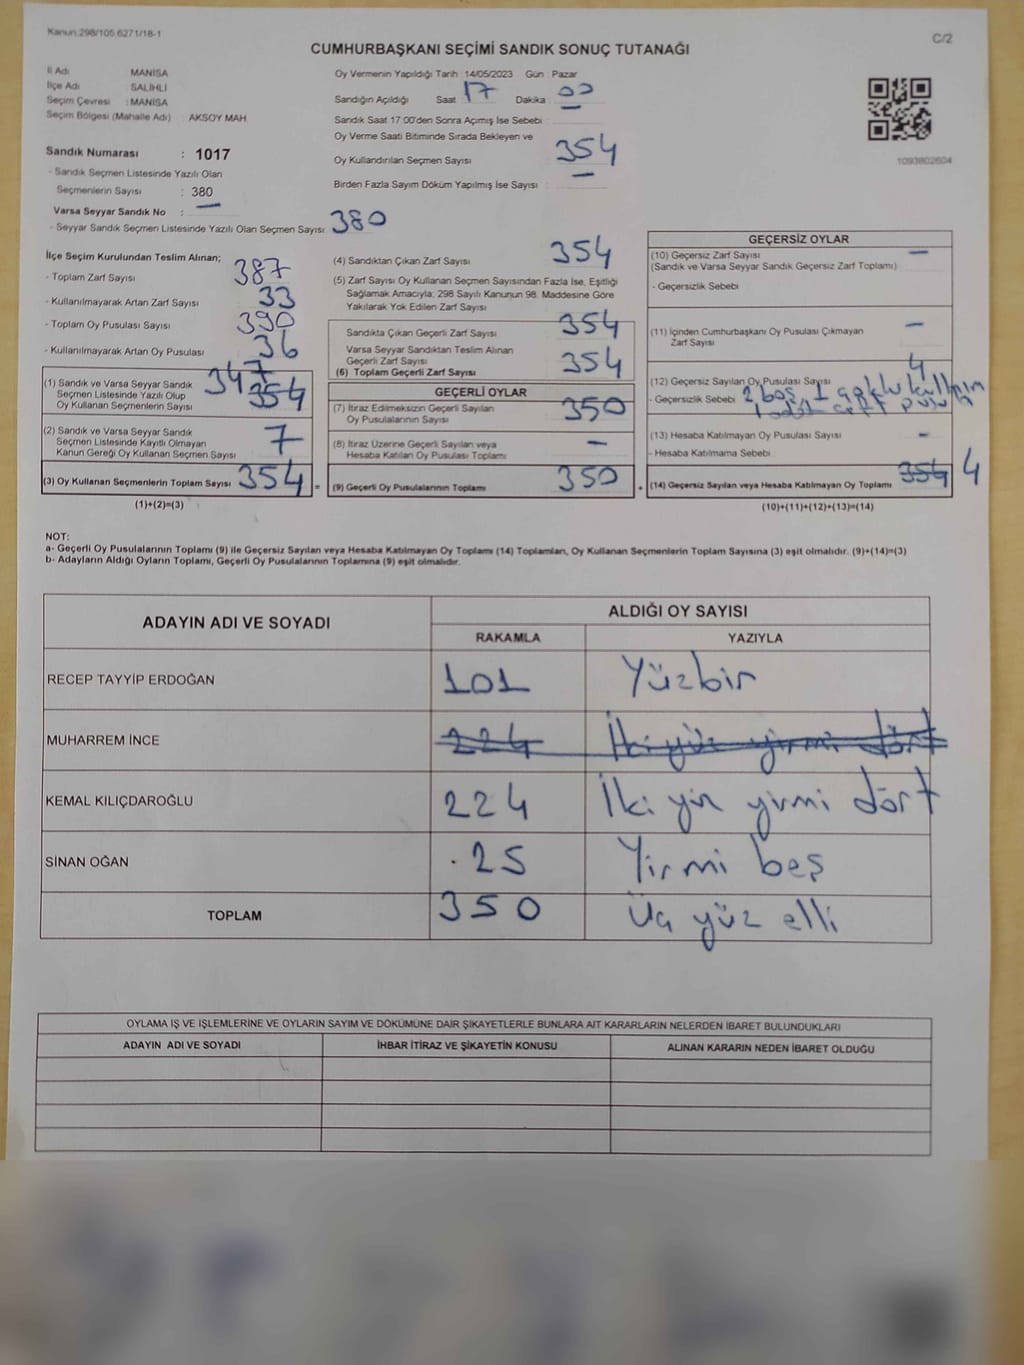 Kanun:298/105,6271/18-1
C/2
CUMHURBAŞKANI SEÇİMİ SANDIK SONUÇ TUTANAĞI
İl Adı MANİSA
İlçe Adı SALİHLİ
Seçim Çevresi : MANİSA
Seçim Bölgesi (Mahalle Adı) : AKSOY MAH.
Sandık Numarası : 1017
- Sandık Seçmen Listesinde Yazılı Olan
Seçmenlerin Sayısı : 380
Varsa Seyyar Sandık No : —
- Seyyar Sandık Seçmen Listesinde Yazılı Olan Seçmen Sayısı 380
Oy Vermenin Yapıldığı Tarih 14/05/2023 Gün Pazar
Sandığın Açıldığı Saat 17 Dakika 00
Sandık Saat 17:00'den Sonra Açımış İse Sebebi : —
Oy Verme Saati Bitiminde Sırada Bekleyen ve
Oy Kullandırılan Seçmen Sayısı 354
Birden Fazla Sayım Döküm Yapılmış İse Sayısı : —
1093802604
İlçe Seçim Kurulundan Teslim Alınan;
- Toplam Zarf Sayısı 387
- Kullanılmayarak Artan Zarf Sayısı 33
- Toplam Oy Pusulası Sayısı 390
- Kullanılmayarak Artan Oy Pusulası 36
(1) Sandık ve Varsa Seyyar Sandık 347
Seçmen Listesinde Yazılı Olup 354
Oy Kullanan Seçmenlerin Sayısı
(2) Sandık ve Varsa Seyyar Sandık
Seçmen Listesinde Kayıtlı Olmayan 7
Kanun Gereği Oy Kullanan Seçmen Sayısı
(3) Oy Kullanan Seçmenlerin Toplam Sayısı 354 =
(1)+(2)=(3)
(4) Sandıktan Çıkan Zarf Sayısı 354
(5) Zarf Sayısı Oy Kullanan Seçmen Sayısından Fazla İse, Eşitliği
Sağlamak Amacıyla; 298 Sayılı Kanunun 98. Maddesine Göre
Yakılarak Yok Edilen Zarf Sayısı
Sandıkta Çıkan Geçerli Zarf Sayısı 354
Varsa Seyyar Sandıktan Teslim Alınan
Geçerli Zarf Sayısı 354
(6) Toplam Geçerli Zarf Sayısı
GEÇERLİ OYLAR
(7) İtiraz Edilmeksizin Geçerli Sayılan 350
Oy Pusulalarının Sayısı
(8) İtiraz Üzerine Geçerli Sayılan veya —
Hesaba Katılan Oy Pusulası Toplamı
(9) Geçerli Oy Pusulalarının Toplamı 350 +
GEÇERSİZ OYLAR
(10) Geçersiz Zarf Sayısı —
(Sandık ve Varsa Seyyar Sandık Geçersiz Zarf Toplamı)
- Geçersizlik Sebebi
(11) İçinden Cumhurbaşkanı Oy Pusulası Çıkmayan —
Zarf Sayısı
(12) Geçersiz Sayılan Oy Pusulası Sayısı 4
- Geçersizlik Sebebi 2 boş 1
(13) Hesaba Katılmayan Oy Pusulası Sayısı —
- Hesaba Katılmama Sebebi
(14) Geçersiz Sayılan veya Hesaba Katılmayan Oy Toplamı 354 4
(10)+(11)+(12)+(13)=(14)
NOT:
a- Geçerli Oy Pusulalarının Toplamı (9) ile Geçersiz Sayılan veya Hesaba Katılmayan Oy Toplamı (14) Toplamları, Oy Kullanan Seçmenlerin Toplam Sayısına (3) eşit olmalıdır. (9)+(14)=(3)
b- Adayların Aldığı Oyların Toplamı, Geçerli Oy Pusulalarının Toplamına (9) eşit olmalıdır.
ADAYIN ADI VE SOYADI ALDIĞI OY SAYISI
RAKAMLA YAZIYLA
RECEP TAYYİP ERDOĞAN 101 Yüzbir
MUHARREM İNCE 224 İki yüz yirmi dört
KEMAL KILIÇDAROĞLU 224 İki yüz yirmi dört
SİNAN OĞAN 25 Yirmi beş
TOPLAM 350 Üç yüz elli
OYLAMA İŞ VE İŞLEMLERİNE VE OYLARIN SAYIM VE DÖKÜMÜNE DAİR ŞİKAYETLERLE BUNLARA AİT KARARLARIN NELERDEN İBARET BULUNDUKLARI
ADAYIN ADI VE SOYADI İHBAR İTİRAZ VE ŞİKAYETİN KONUSU ALINAN KARARIN NEDEN İBARET OLDUĞU